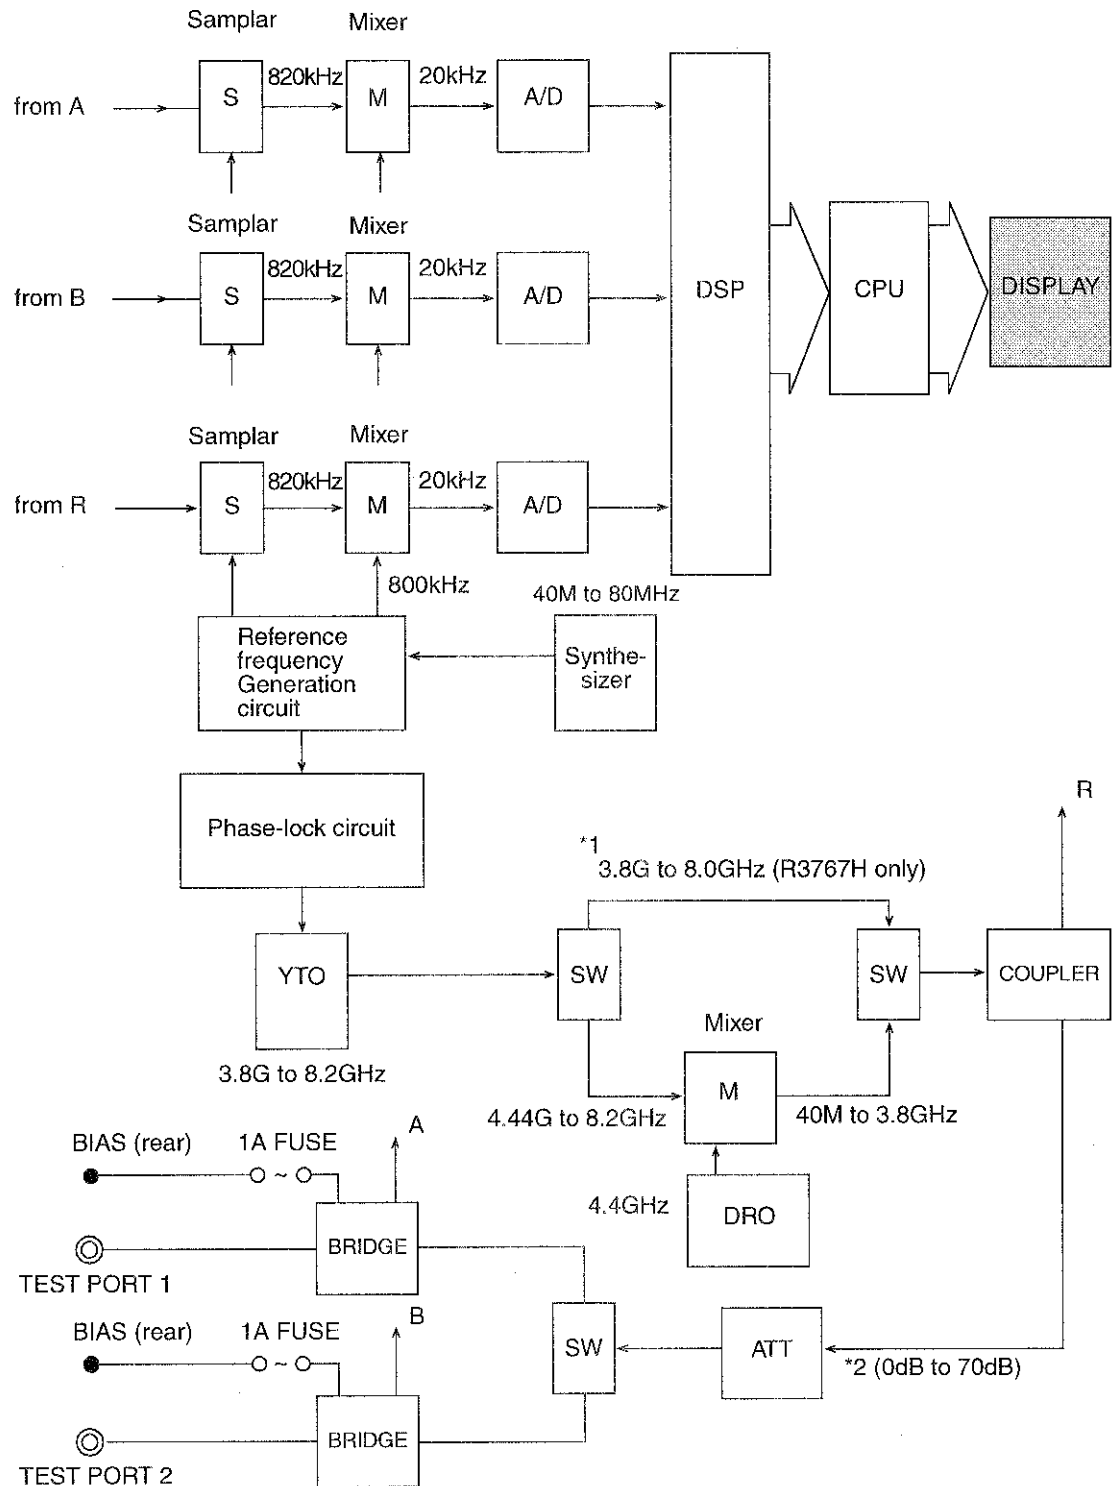 Samplar Mixer
820kHz 20kHz
from A S M A/D
Samplar Mixer
820kHz 20kHz
from B S M A/D DSP CPU DISPLAY
Samplar Mixer
820kHz 20kHz
from R S M A/D
800kHz 40M to 80MHz
Reference
frequency
Generation
circuit
Synthe-
sizer
Phase-lock circuit
R
*1
3.8G to 8.0GHz (R3767H only)
YTO SW SW COUPLER
3.8G to 8.2GHz
Mixer
M
4.44G to 8.2GHz 40M to 3.8GHz
4.4GHz DRO
BIAS (rear) 1A FUSE A
~
BRIDGE
TEST PORT 1
BIAS (rear) 1A FUSE B
~
SW ATT *2 (0dB to 70dB)
BRIDGE
TEST PORT 2